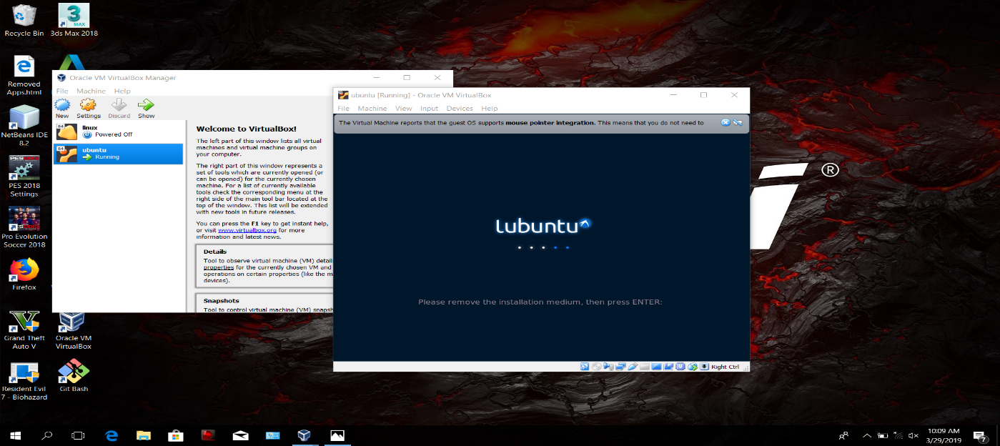 Recycle Bin
3ds Max 2018
3
MAX
Removed
Apps.html
NetBeans IDE
8.2
PES 2018
Settings
Pro Evolution
Soccer 2018
Firefox
Grand Theft
Auto V
Oracle VM
VirtualBox
Resident Evil
7 - Biohazard
Git Bash
Oracle VM VirtualBox Manager
File Machine Help
New Settings Discard Show
64
linux
Powered Off
64
ubuntu
Running
Welcome to VirtualBox!
The left part of this window lists all virtual
machines and virtual machine groups on
your computer.
The right part of this window represents a
set of tools which are currently opened (or
can be opened) for the currently chosen
machine. For a list of currently available
tools check the corresponding menu at the
right side of the main tool bar located at the
top of the window. This list will be extended
with new tools in future releases.
You can press the F1 key to get instant help,
or visit www.virtualbox.org for more
information and latest news.
Details
Tool to observe virtual machine (VM) detail
properties for the currently chosen VM and
operations on certain properties (like the m
devices).
Snapshots
Tool to control virtual machine (VM) snapsh
ubuntu [Running] - Oracle VM VirtualBox
File Machine View Input Devices Help
The Virtual Machine reports that the guest OS supports mouse pointer integration. This means that you do not need to
lubuntu
Please remove the installation medium, then press ENTER:
Right Ctrl
®
10:09 AM
3/29/2019
7